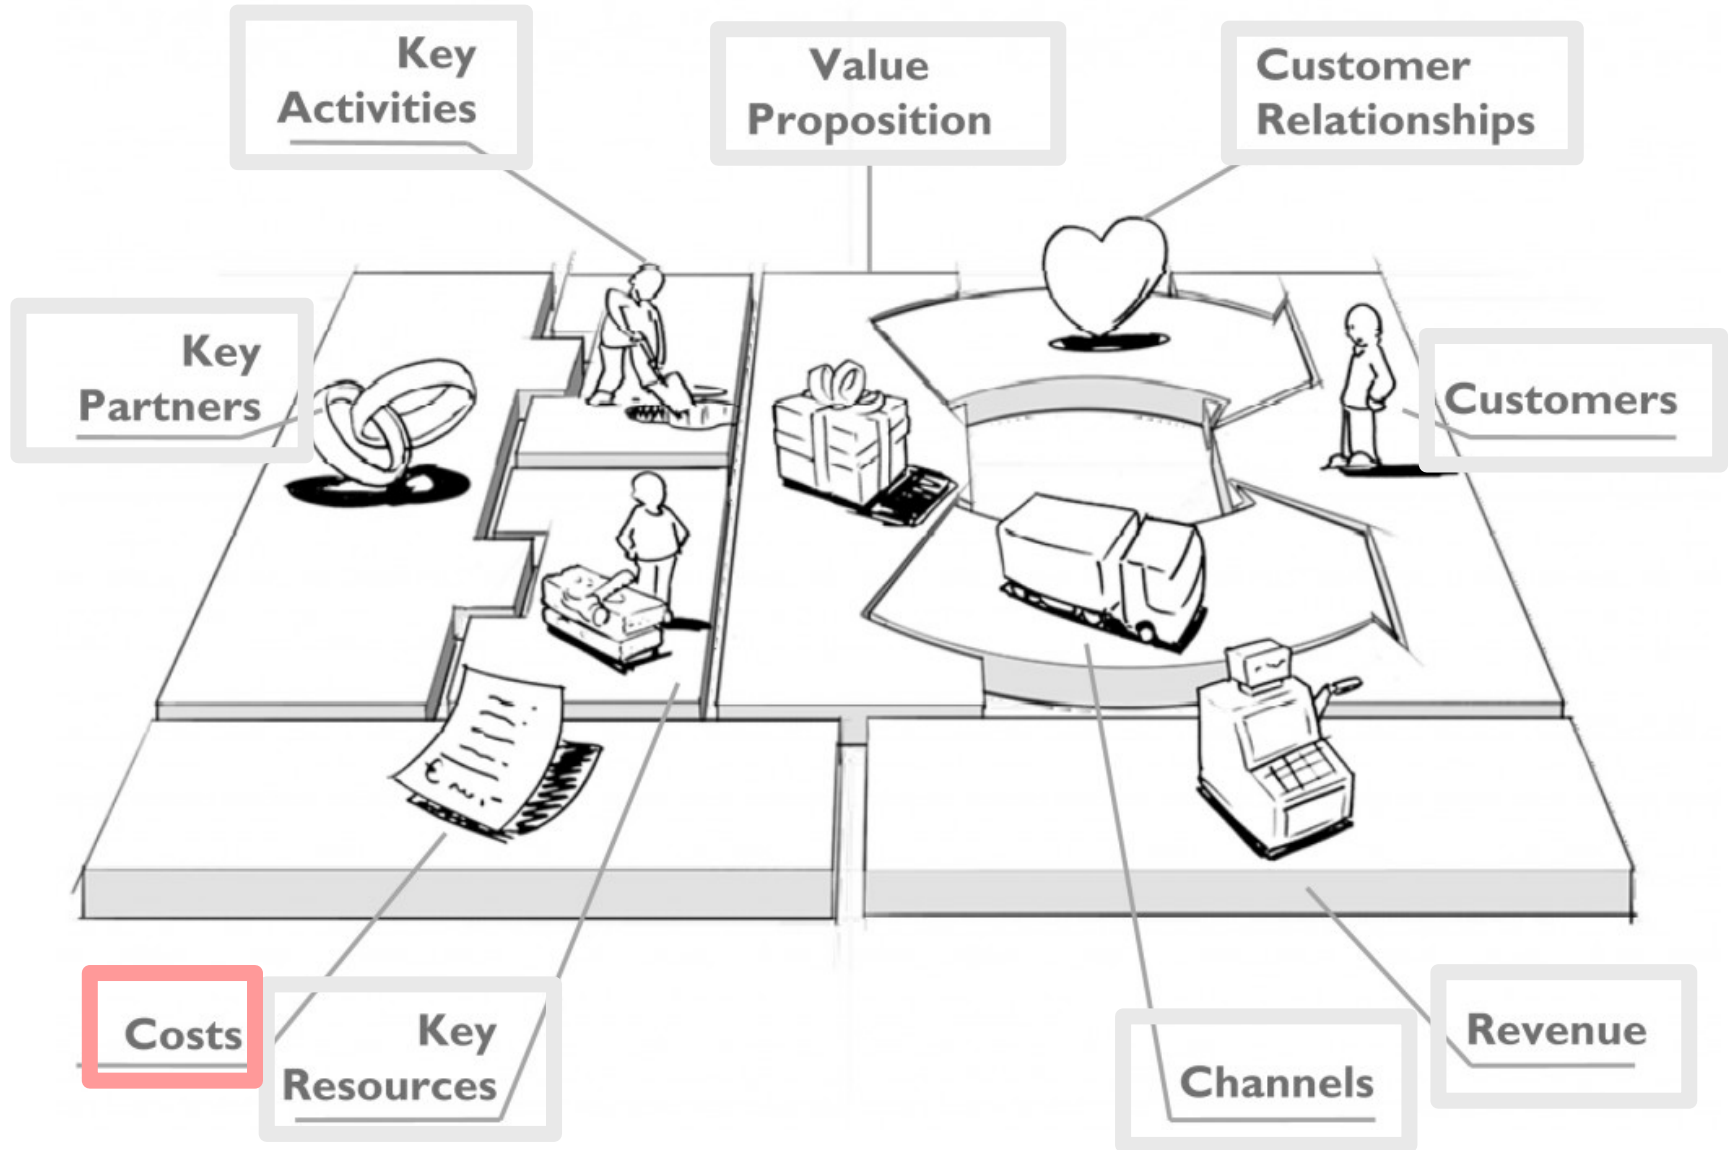 Key
Activities
Value
Proposition
Customer
Relationships
Key
Partners
Customers
€
Costs
Key
Resources
Channels
Revenue